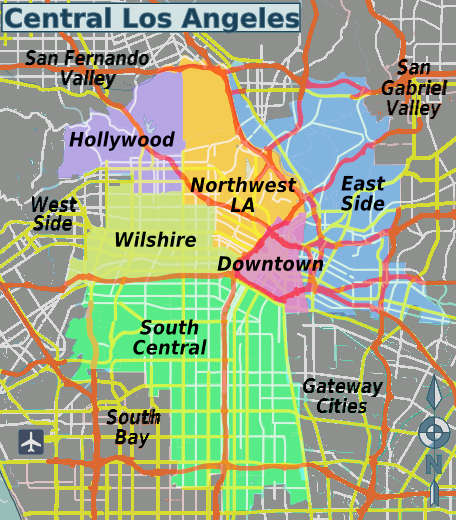 Central Los Angeles
San Fernando
Valley
San
Gabriel
Valley
Hollywood
Northwest
LA
East
Side
West
Side
Wilshire
Downtown
South
Central
Gateway
Cities
South
Bay
N